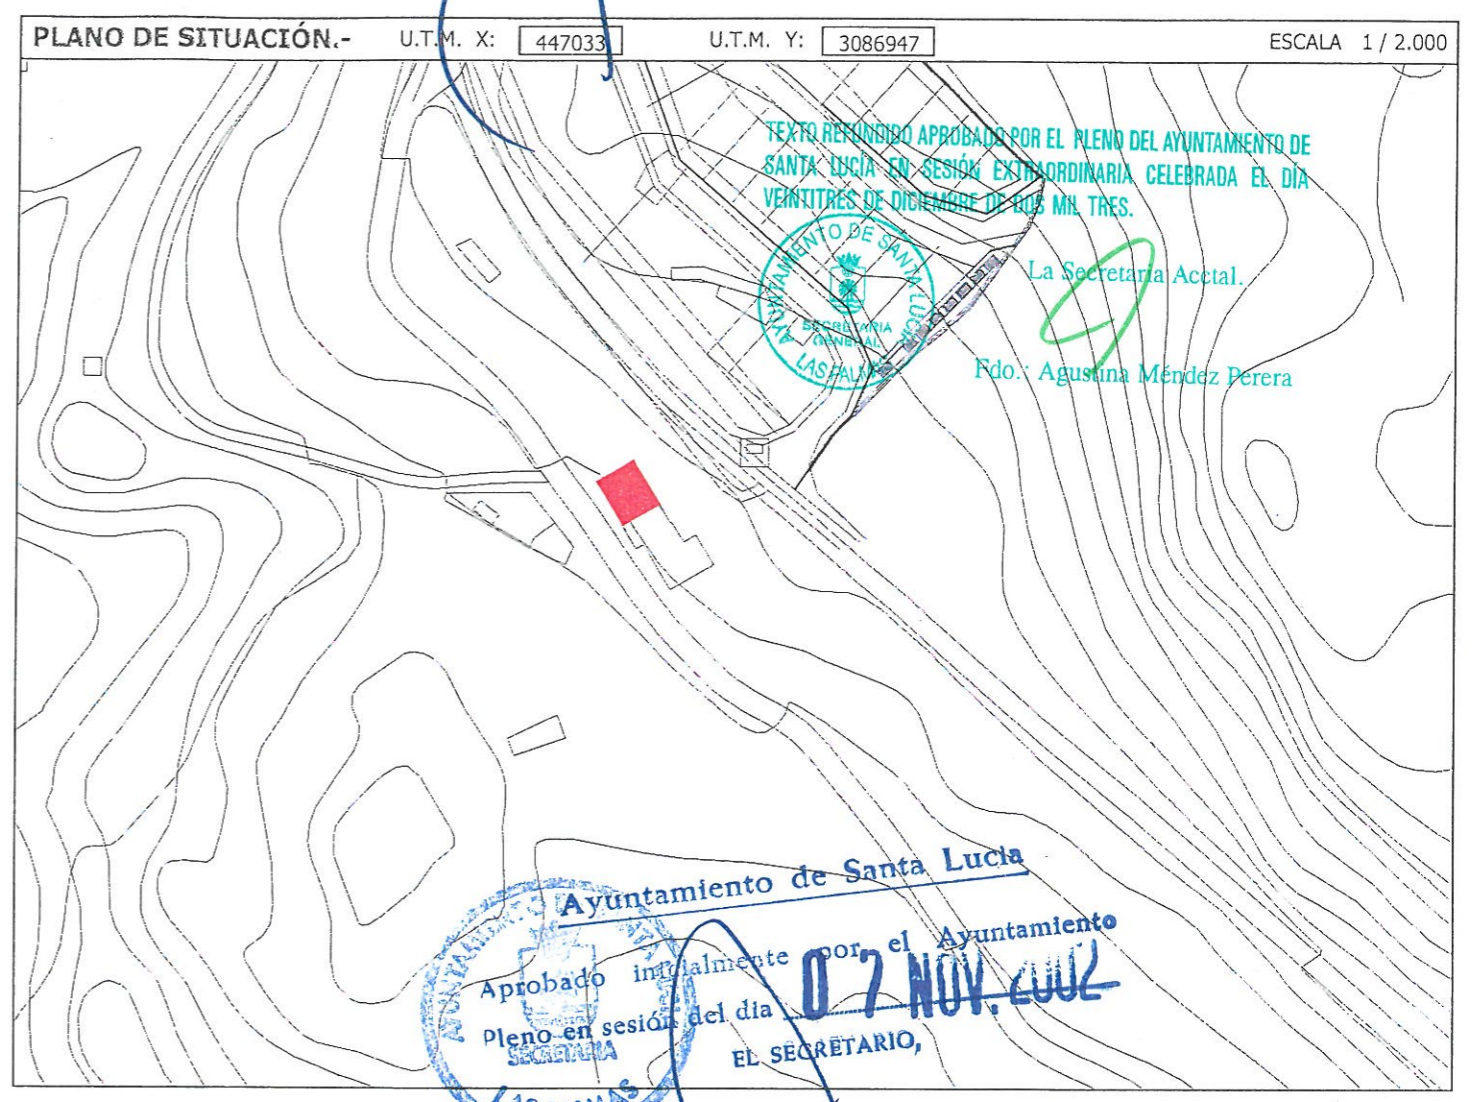 PLANO DE SITUACIÓN.- U.T.M. X: 447033 U.T.M. Y: 3086947 ESCALA 1 / 2.000
TEXTO REFUNDIDO APROBADO POR EL PLENO DEL AYUNTAMIENTO DE
SANTA LUCÍA EN SESIÓN EXTRAORDINARIA CELEBRADA EL DÍA
VEINTITRES DE DICIEMBRE DE DOS MIL TRES.
AYUNTAMIENTO DE SANTA LUCIA
SECRETARIA
GENERAL
LAS PALMAS
La Secretaria Acctal.
Fdo.: Agustina Méndez Perera
Ayuntamiento de Santa Lucia
Aprobado inicialmente por el Ayuntamiento
Pleno en sesión del dia 07 NOV. 2002
EL SECRETARIO,
SECRETARIA